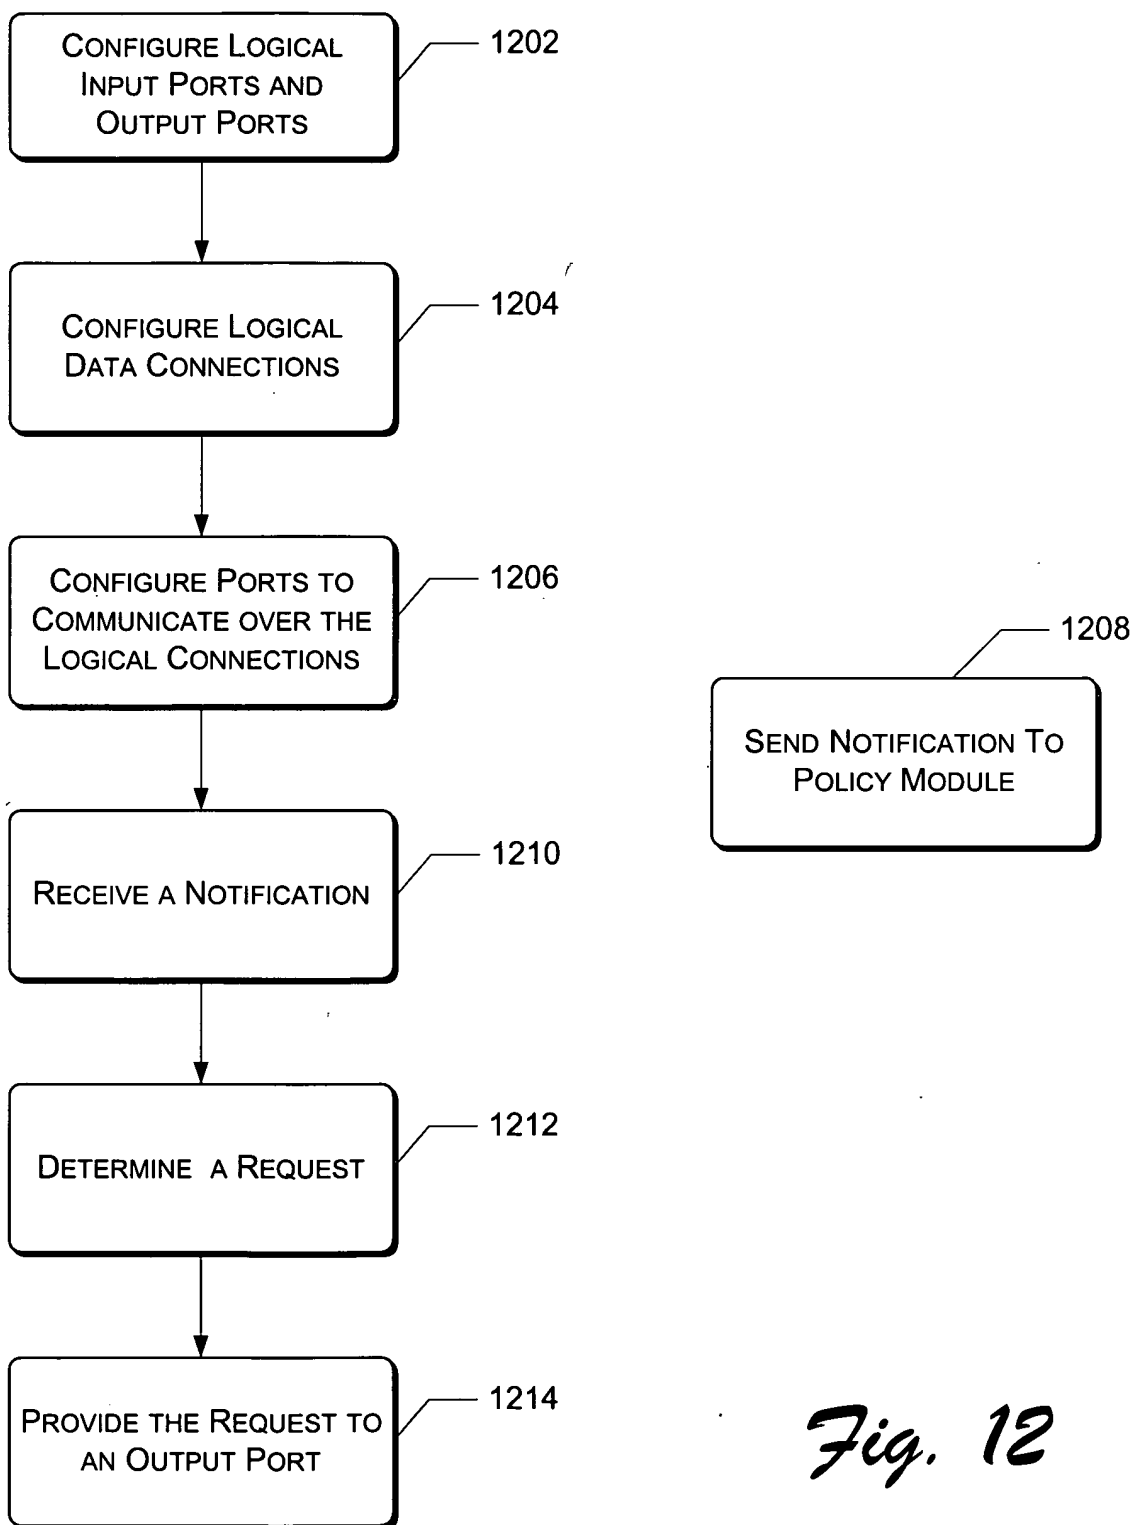 CONFIGURE LOGICAL
INPUT PORTS AND
OUTPUT PORTS
1202
CONFIGURE LOGICAL
DATA CONNECTIONS
1204
CONFIGURE PORTS TO
COMMUNICATE OVER THE
LOGICAL CONNECTIONS
1206
SEND NOTIFICATION TO
POLICY MODULE
1208
RECEIVE A NOTIFICATION
1210
DETERMINE A REQUEST
1212
PROVIDE THE REQUEST TO
AN OUTPUT PORT
1214
Fig. 12